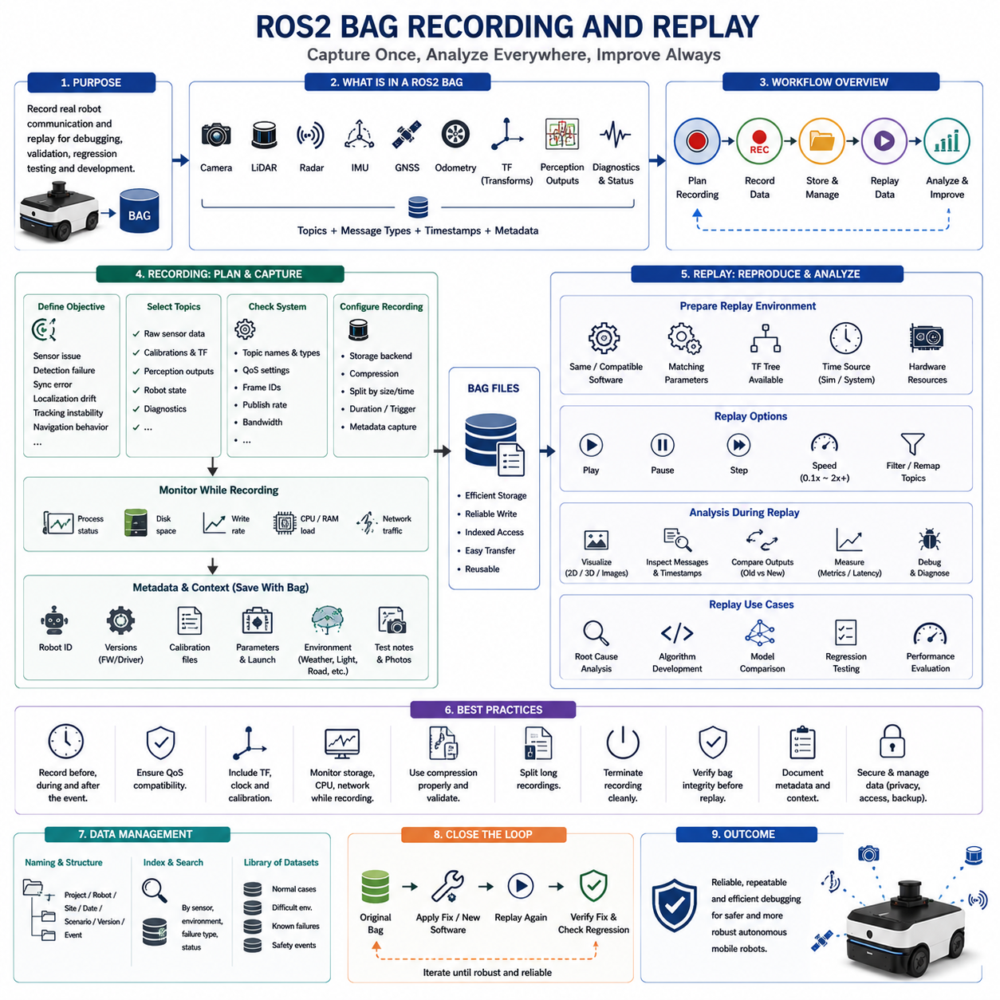 ROS2 BAG RECORDING AND REPLAY
Capture Once, Analyze Everywhere, Improve Always
1. PURPOSE
Record real robot
communication and
replay for debugging,
validation, regression
testing and development.
BAG
2. WHAT IS IN A ROS2 BAG
Camera
LiDAR
Radar
IMU
GNSS
Odometry
TF
(Transforms)
Perception
Outputs
Diagnostics
& Status
Topics + Message Types + Timestamps + Metadata
3. WORKFLOW OVERVIEW
REC
Plan
Recording
Record
Data
Store &
Manage
Replay
Data
Analyze &
Improve
4. RECORDING: PLAN & CAPTURE
Define Objective
Sensor issue
Detection failure
Sync error
Localization drift
Tracking instability
Navigation behavior
...
Select Topics
✓ Raw sensor data
✓ Calibrations & TF
✓ Perception outputs
✓ Robot state
✓ Diagnostics
✓ ...
Check System
• Topic names & types
• QoS settings
• Frame IDs
• Publish rate
• Bandwidth
• ...
Configure Recording
• Storage backend
• Compression
• Split by size/time
• Duration / Trigger
• Metadata capture
Monitor While Recording
Process
status
Disk
space
Write
rate
CPU / RAM
load
Network
traffic
Metadata & Context (Save With Bag)
Robot ID
Versions
(FW/Driver)
Calibration
files
Parameters
& Launch
Environment
(Weather, Light,
Road, etc.)
Test notes
& Photos
BAG FILES
• Efficient Storage
• Reliable Write
• Indexed Access
• Easy Transfer
• Reusable
5. REPLAY: REPRODUCE & ANALYZE
Prepare Replay Environment
Same / Compatible
Software
Matching
Parameters
TF Tree
Available
Time Source
(Sim / System)
Hardware
Resources
Replay Options
Play
Pause
Step
Speed
(0.1x ~ 2x+)
Filter / Remap
Topics
Analysis During Replay
Visualize
(2D / 3D / Images)
Inspect Messages
& Timestamps
Compare Outputs
(Old vs New)
Measure
(Metrics / Latency)
Debug
& Diagnose
Replay Use Cases
Root Cause
Analysis
Algorithm
Development
Model
Comparison
Regression
Testing
Performance
Evaluation
6. BEST PRACTICES
Record before,
during and after
the event.
Ensure QoS
compatibility.
Include TF,
clock and
calibration.
Monitor storage,
CPU, network
while recording.
Use compression
properly and
validate.
Split long
recordings.
Terminate
recording
cleanly.
Verify bag
integrity before
replay.
Document
metadata and
context.
Secure & manage
data (privacy,
access, backup).
7. DATA MANAGEMENT
Naming & Structure
Project / Robot /
Site / Date /
Scenario / Version /
Event
Index & Search
By sensor,
environment,
failure type,
status
Library of Datasets
Normal cases
Difficult env.
Known failures
Safety events
8. CLOSE THE LOOP
Original
Bag
Apply Fix / New
Software
Replay Again
Verify Fix &
Check Regression
Iterate until robust and reliable
9. OUTCOME
Reliable, repeatable
and efficient debugging
for safer and more
robust autonomous
mobile robots.